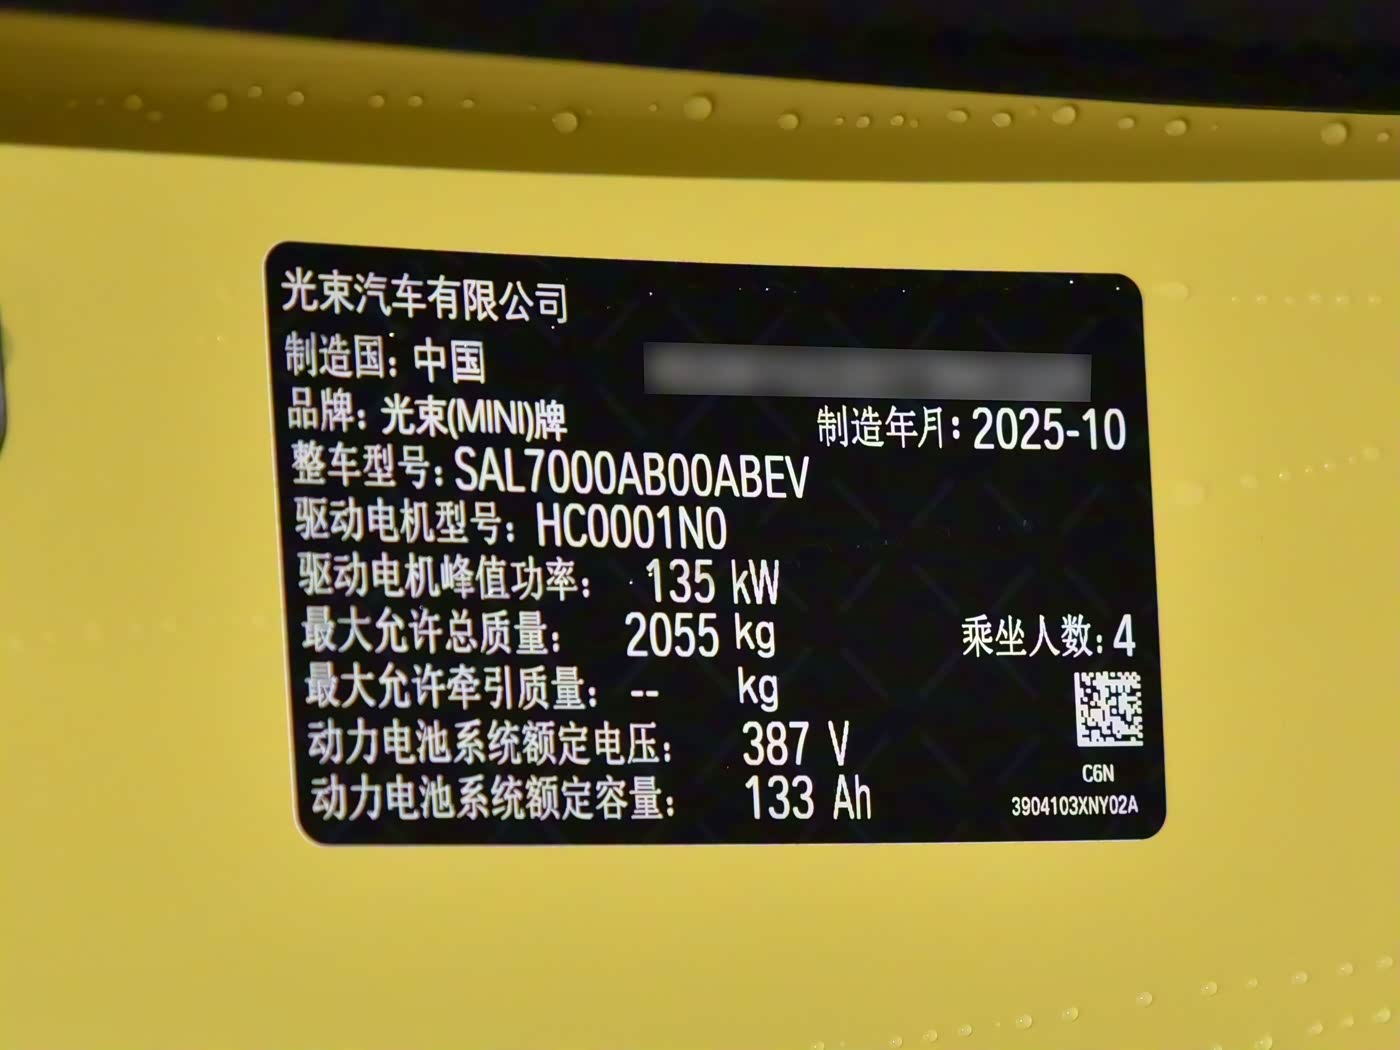 光束汽车有限公司
制造国：中国
品牌：光束(MINI)牌
制造年月：2025-10
整车型号：SAL7000AB00ABEV
驱动电机型号：HC0001N0
驱动电机峰值功率：135 kW
最大允许总质量：2055 kg
乘坐人数：4
最大允许牵引质量：-- kg
动力电池系统额定电压：387 V
动力电池系统额定容量：133 Ah
C6N
3904103XNY02A